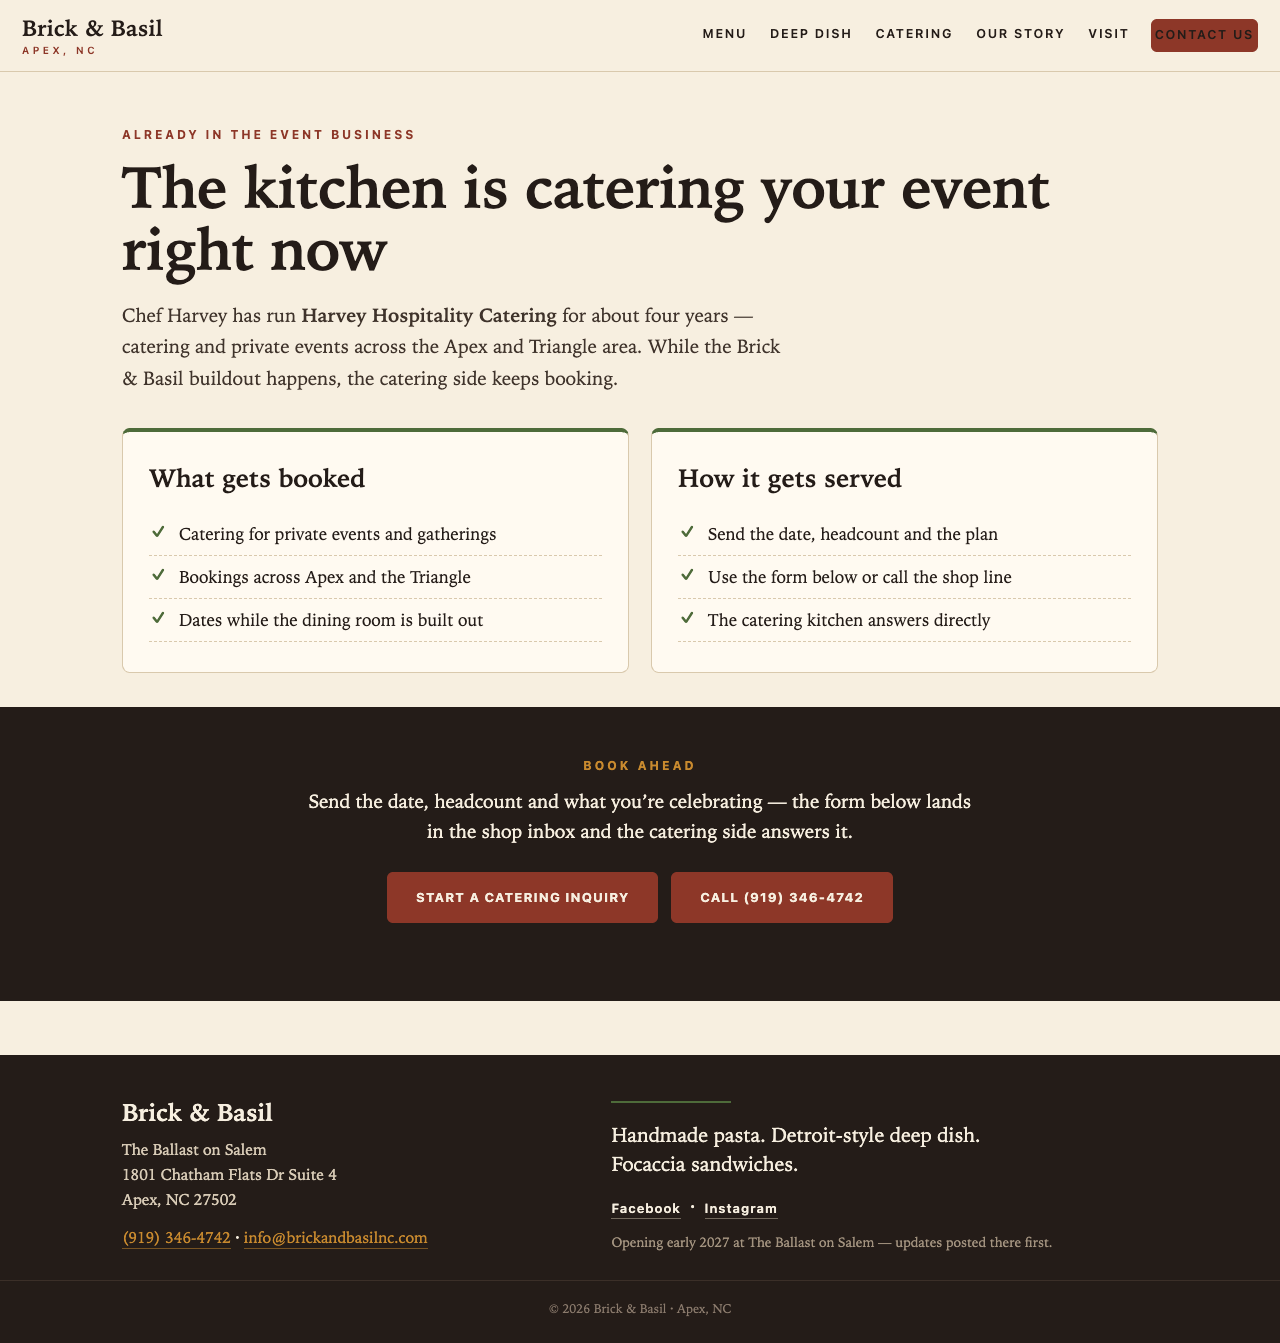 Brick & Basil
APEX, NC
MENU DEEP DISH CATERING OUR STORY VISIT CONTACT US
ALREADY IN THE EVENT BUSINESS
The kitchen is catering your event
right now
Chef Harvey has run Harvey Hospitality Catering for about four years —
catering and private events across the Apex and Triangle area. While the Brick
& Basil buildout happens, the catering side keeps booking.
What gets booked
Catering for private events and gatherings
Bookings across Apex and the Triangle
Dates while the dining room is built out
How it gets served
Send the date, headcount and the plan
Use the form below or call the shop line
The catering kitchen answers directly
BOOK AHEAD
Send the date, headcount and what you’re celebrating — the form below lands
in the shop inbox and the catering side answers it.
START A CATERING INQUIRY
CALL (919) 346-4742
Brick & Basil
The Ballast on Salem
1801 Chatham Flats Dr Suite 4
Apex, NC 27502
(919) 346-4742 · info@brickandbasilnc.com
Handmade pasta. Detroit-style deep dish.
Focaccia sandwiches.
Facebook · Instagram
Opening early 2027 at The Ballast on Salem — updates posted there first.
© 2026 Brick & Basil · Apex, NC